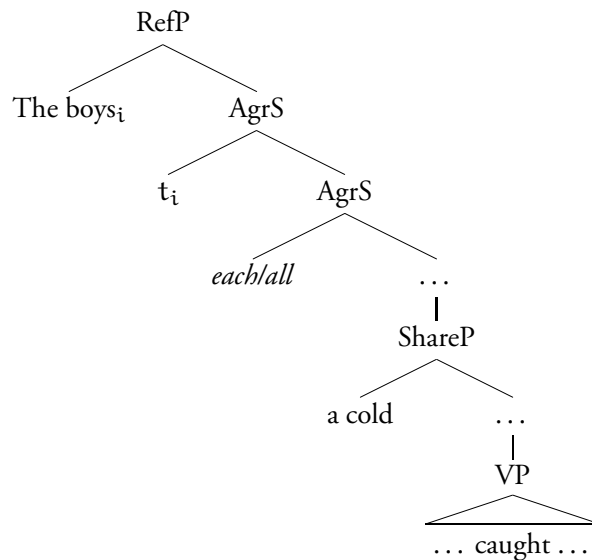 RefP
The boysᵢ AgrS
tᵢ AgrS
each/all ...
ShareP
a cold ...
VP
... caught ...